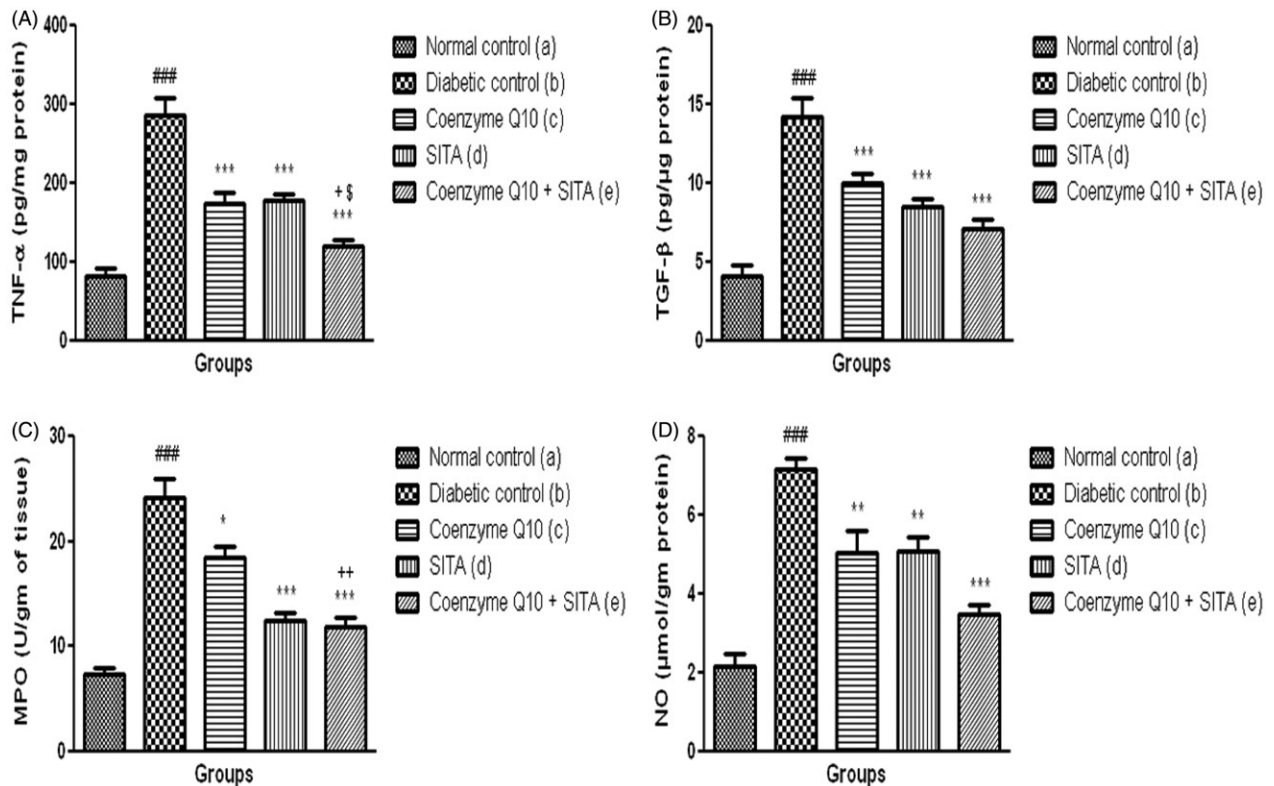 (A)
TNF-α (pg/mg protein)
400
300
200
100
0
###
***
***
+ $
***
Groups
Normal control (a)
Diabetic control (b)
Coenzyme Q10 (c)
SITA (d)
Coenzyme Q10 + SITA (e)
(B)
TGF-β (pg/µg protein)
20
15
10
5
0
###
***
***
***
Groups
Normal control (a)
Diabetic control (b)
Coenzyme Q10 (c)
SITA (d)
Coenzyme Q10 + SITA (e)
(C)
MPO (U/gm of tissue)
30
20
10
0
###
*
***
++
***
Groups
Normal control (a)
Diabetic control (b)
Coenzyme Q10 (c)
SITA (d)
Coenzyme Q10 + SITA (e)
(D)
NO (µmol/gm protein)
8
6
4
2
0
###
**
**
***
Groups
Normal control (a)
Diabetic control (b)
Coenzyme Q10 (c)
SITA (d)
Coenzyme Q10 + SITA (e)